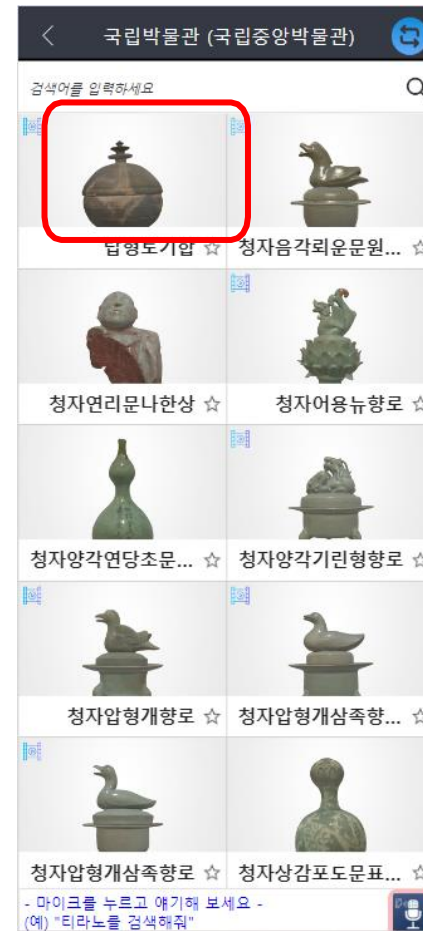 국립박물관 (국립중앙박물관)
검색어를 입력하세요
탑형토기합 ☆ 청자음각뢰운문원... ☆
청자연리문나한상 ☆ 청자어용뉴향로 ☆
청자양각연당초문... ☆ 청자양각기린형향로 ☆
청자압형개향로 ☆ 청자압형개삼족향... ☆
청자압형개삼족향로 ☆ 청자상감포도문표... ☆
- 마이크를 누르고 얘기해 보세요 -
(예) "티라노를 검색해줘"